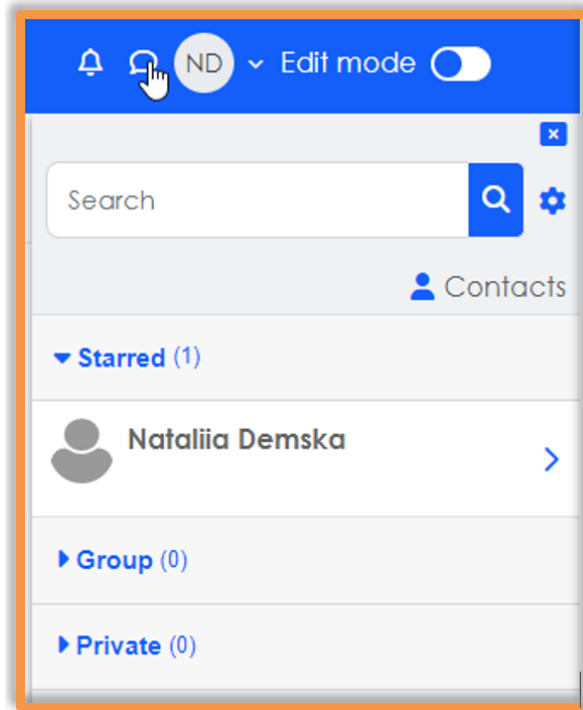 ND Edit mode
Search
Contacts
Starred (1)
Nataliia Demska
Group (0)
Private (0)